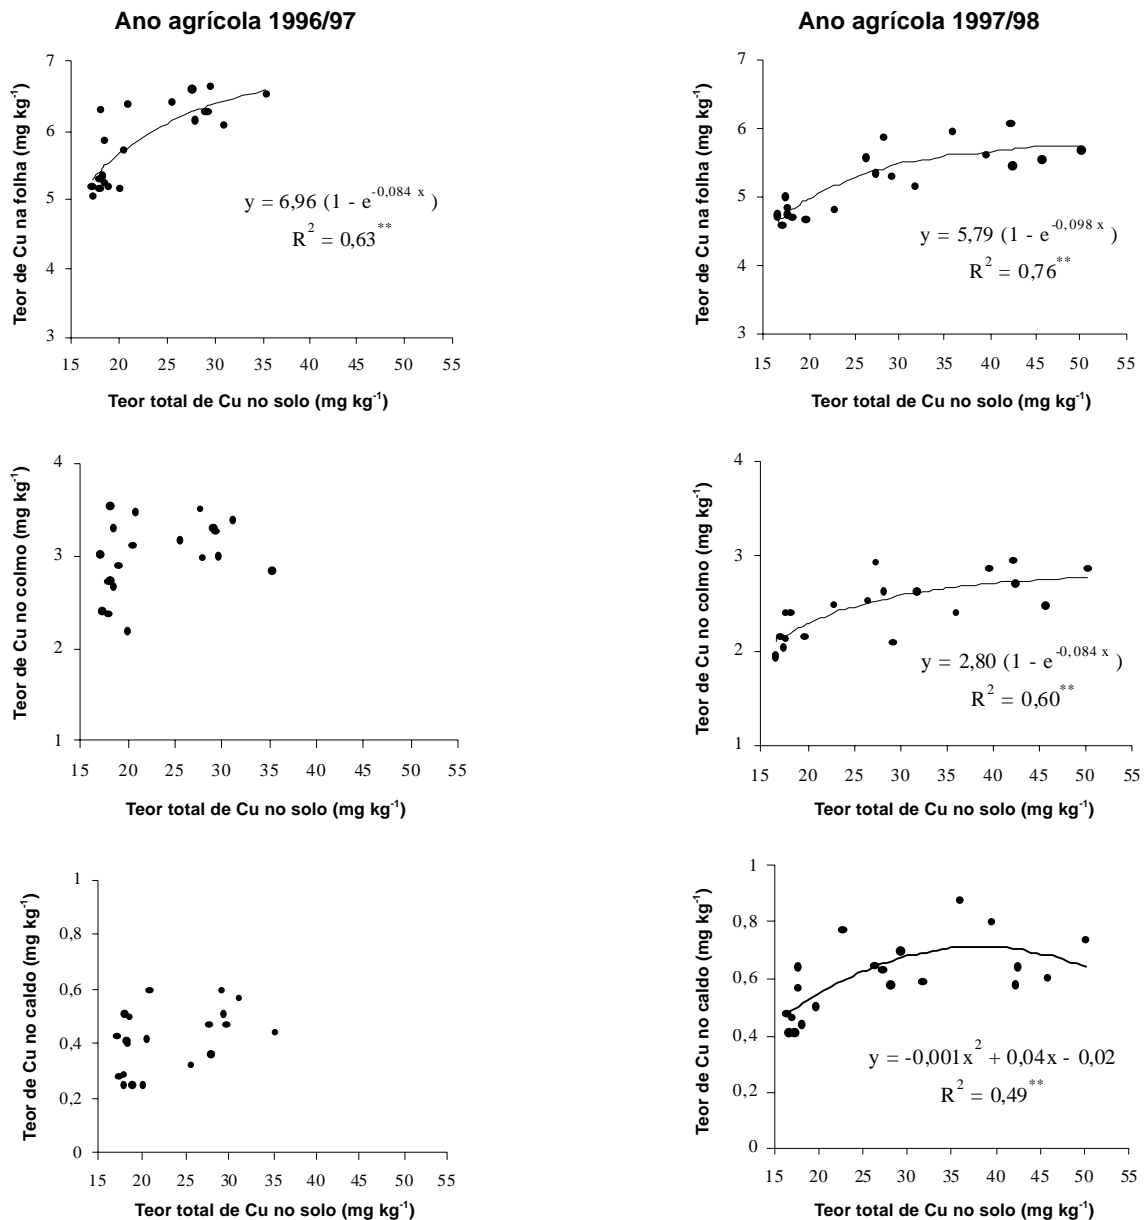 Ano agrícola 1996/97
Teor de Cu na folha (mg kg-1)
7
6
5
4
3
y = 6,96 (1 - e-0,084 x )
R2 = 0,63**
15 20 25 30 35 40 45 50 55
Teor total de Cu no solo (mg kg-1)
Ano agrícola 1997/98
Teor de Cu na folha (mg kg-1)
7
6
5
4
3
y = 5,79 (1 - e-0,098 x )
R2 = 0,76**
15 20 25 30 35 40 45 50 55
Teor total de Cu no solo (mg kg-1)
Teor de Cu no colmo (mg kg-1)
4
3
2
1
15 20 25 30 35 40 45 50 55
Teor total de Cu no solo (mg kg-1)
Teor de Cu no colmo (mg kg-1)
4
3
2
1
y = 2,80 (1 - e-0,084 x )
R2 = 0,60**
15 20 25 30 35 40 45 50 55
Teor total de Cu no solo (mg kg-1)
Teor de Cu no caldo (mg kg-1)
1
0,8
0,6
0,4
0,2
0
15 20 25 30 35 40 45 50 55
Teor total de Cu no solo (mg kg-1)
Teor de Cu no caldo (mg kg-1)
1
0,8
0,6
0,4
0,2
0
y = -0,001x2 + 0,04x - 0,02
R2 = 0,49**
15 20 25 30 35 40 45 50 55
Teor total de Cu no solo (mg kg-1)